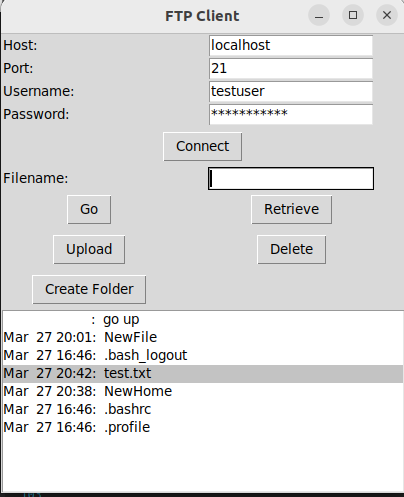 FTP Client
Host: localhost
Port: 21
Username: testuser
Password: ***********
Connect
Filename:
Go Retrieve
Upload Delete
Create Folder
: go up
Mar 27 20:01: NewFile
Mar 27 16:46: .bash_logout
Mar 27 20:42: test.txt
Mar 27 20:38: NewHome
Mar 27 16:46: .bashrc
Mar 27 16:46: .profile